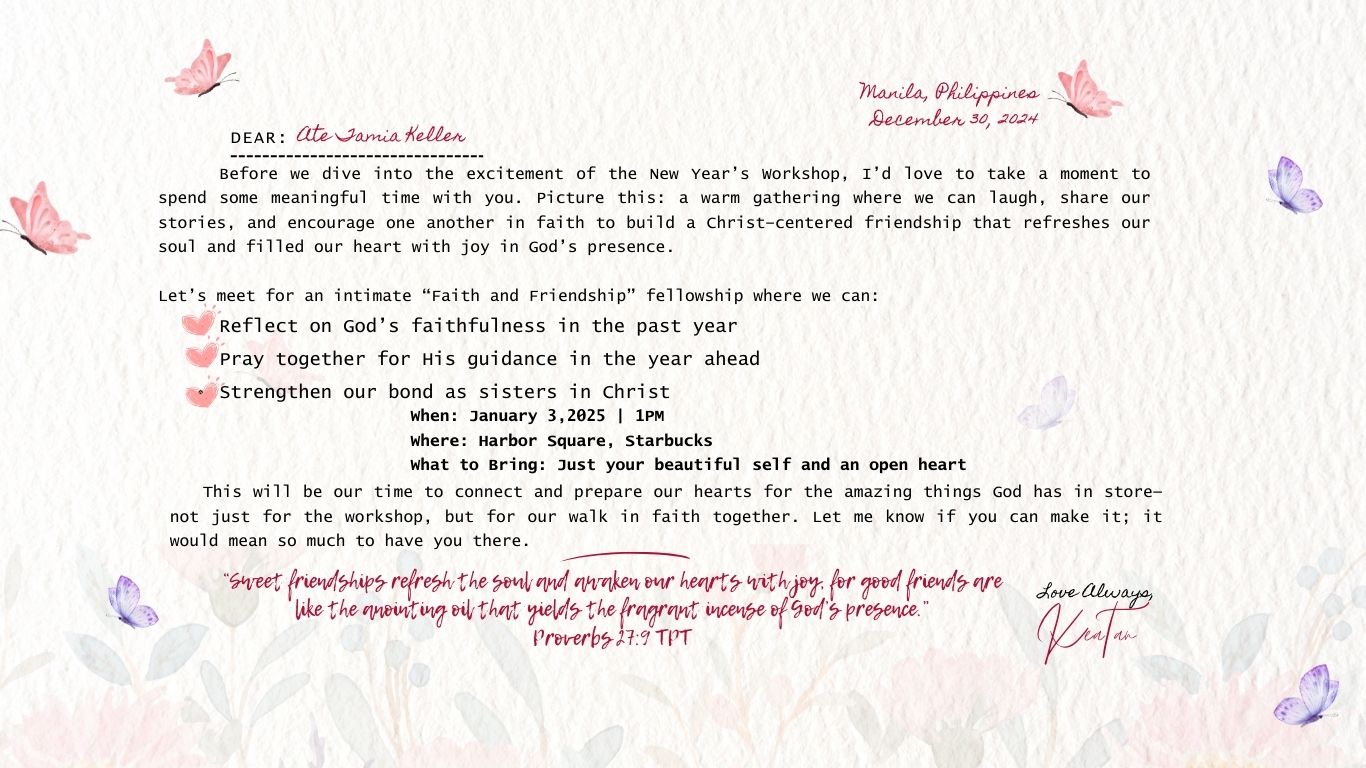 Manila, Philippines
December 30, 2024
DEAR: Ate Tamia Keller
Before we dive into the excitement of the New Year's Workshop, I'd love to take a moment to
spend some meaningful time with you. Picture this: a warm gathering where we can laugh, share our
stories, and encourage one another in faith to build a Christ-centered friendship that refreshes our
soul and filled our heart with joy in God's presence.
Let's meet for an intimate “Faith and Friendship” fellowship where we can:
Reflect on God's faithfulness in the past year
Pray together for His guidance in the year ahead
Strengthen our bond as sisters in Christ
When: January 3,2025 | 1PM
Where: Harbor Square, Starbucks
What to Bring: Just your beautiful self and an open heart
This will be our time to connect and prepare our hearts for the amazing things God has in store—
not just for the workshop, but for our walk in faith together. Let me know if you can make it; it
would mean so much to have you there.
"Sweet friendships refresh the soul and awaken our hearts with joy, for good friends are
like the anointing oil that yields the fragrant incense of God's presence."
Proverbs 27:9 TPT
Love Always,
Kea Tan